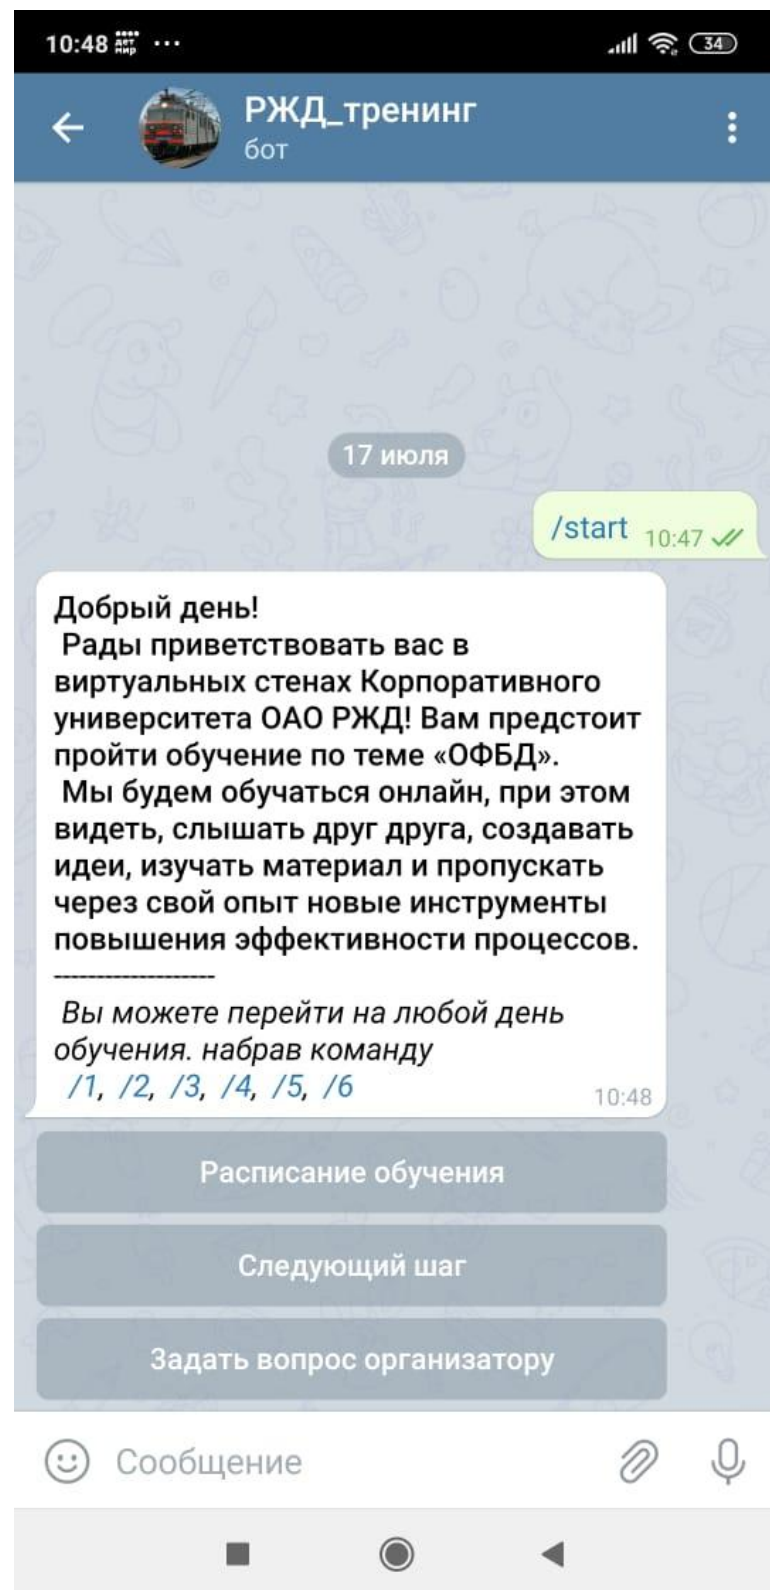 10:48 дет мир ...
34
РЖД_тренинг
бот
17 июля
/start 10:47
Добрый день!
Рады приветствовать вас в
виртуальных стенах Корпоративного
университета ОАО РЖД! Вам предстоит
пройти обучение по теме «ОФБД».
Мы будем обучаться онлайн, при этом
видеть, слышать друг друга, создавать
идеи, изучать материал и пропускать
через свой опыт новые инструменты
повышения эффективности процессов.
-------------------
Вы можете перейти на любой день
обучения. набрав команду
/1, /2, /3, /4, /5, /6
10:48
Расписание обучения
Следующий шаг
Задать вопрос организатору
Сообщение